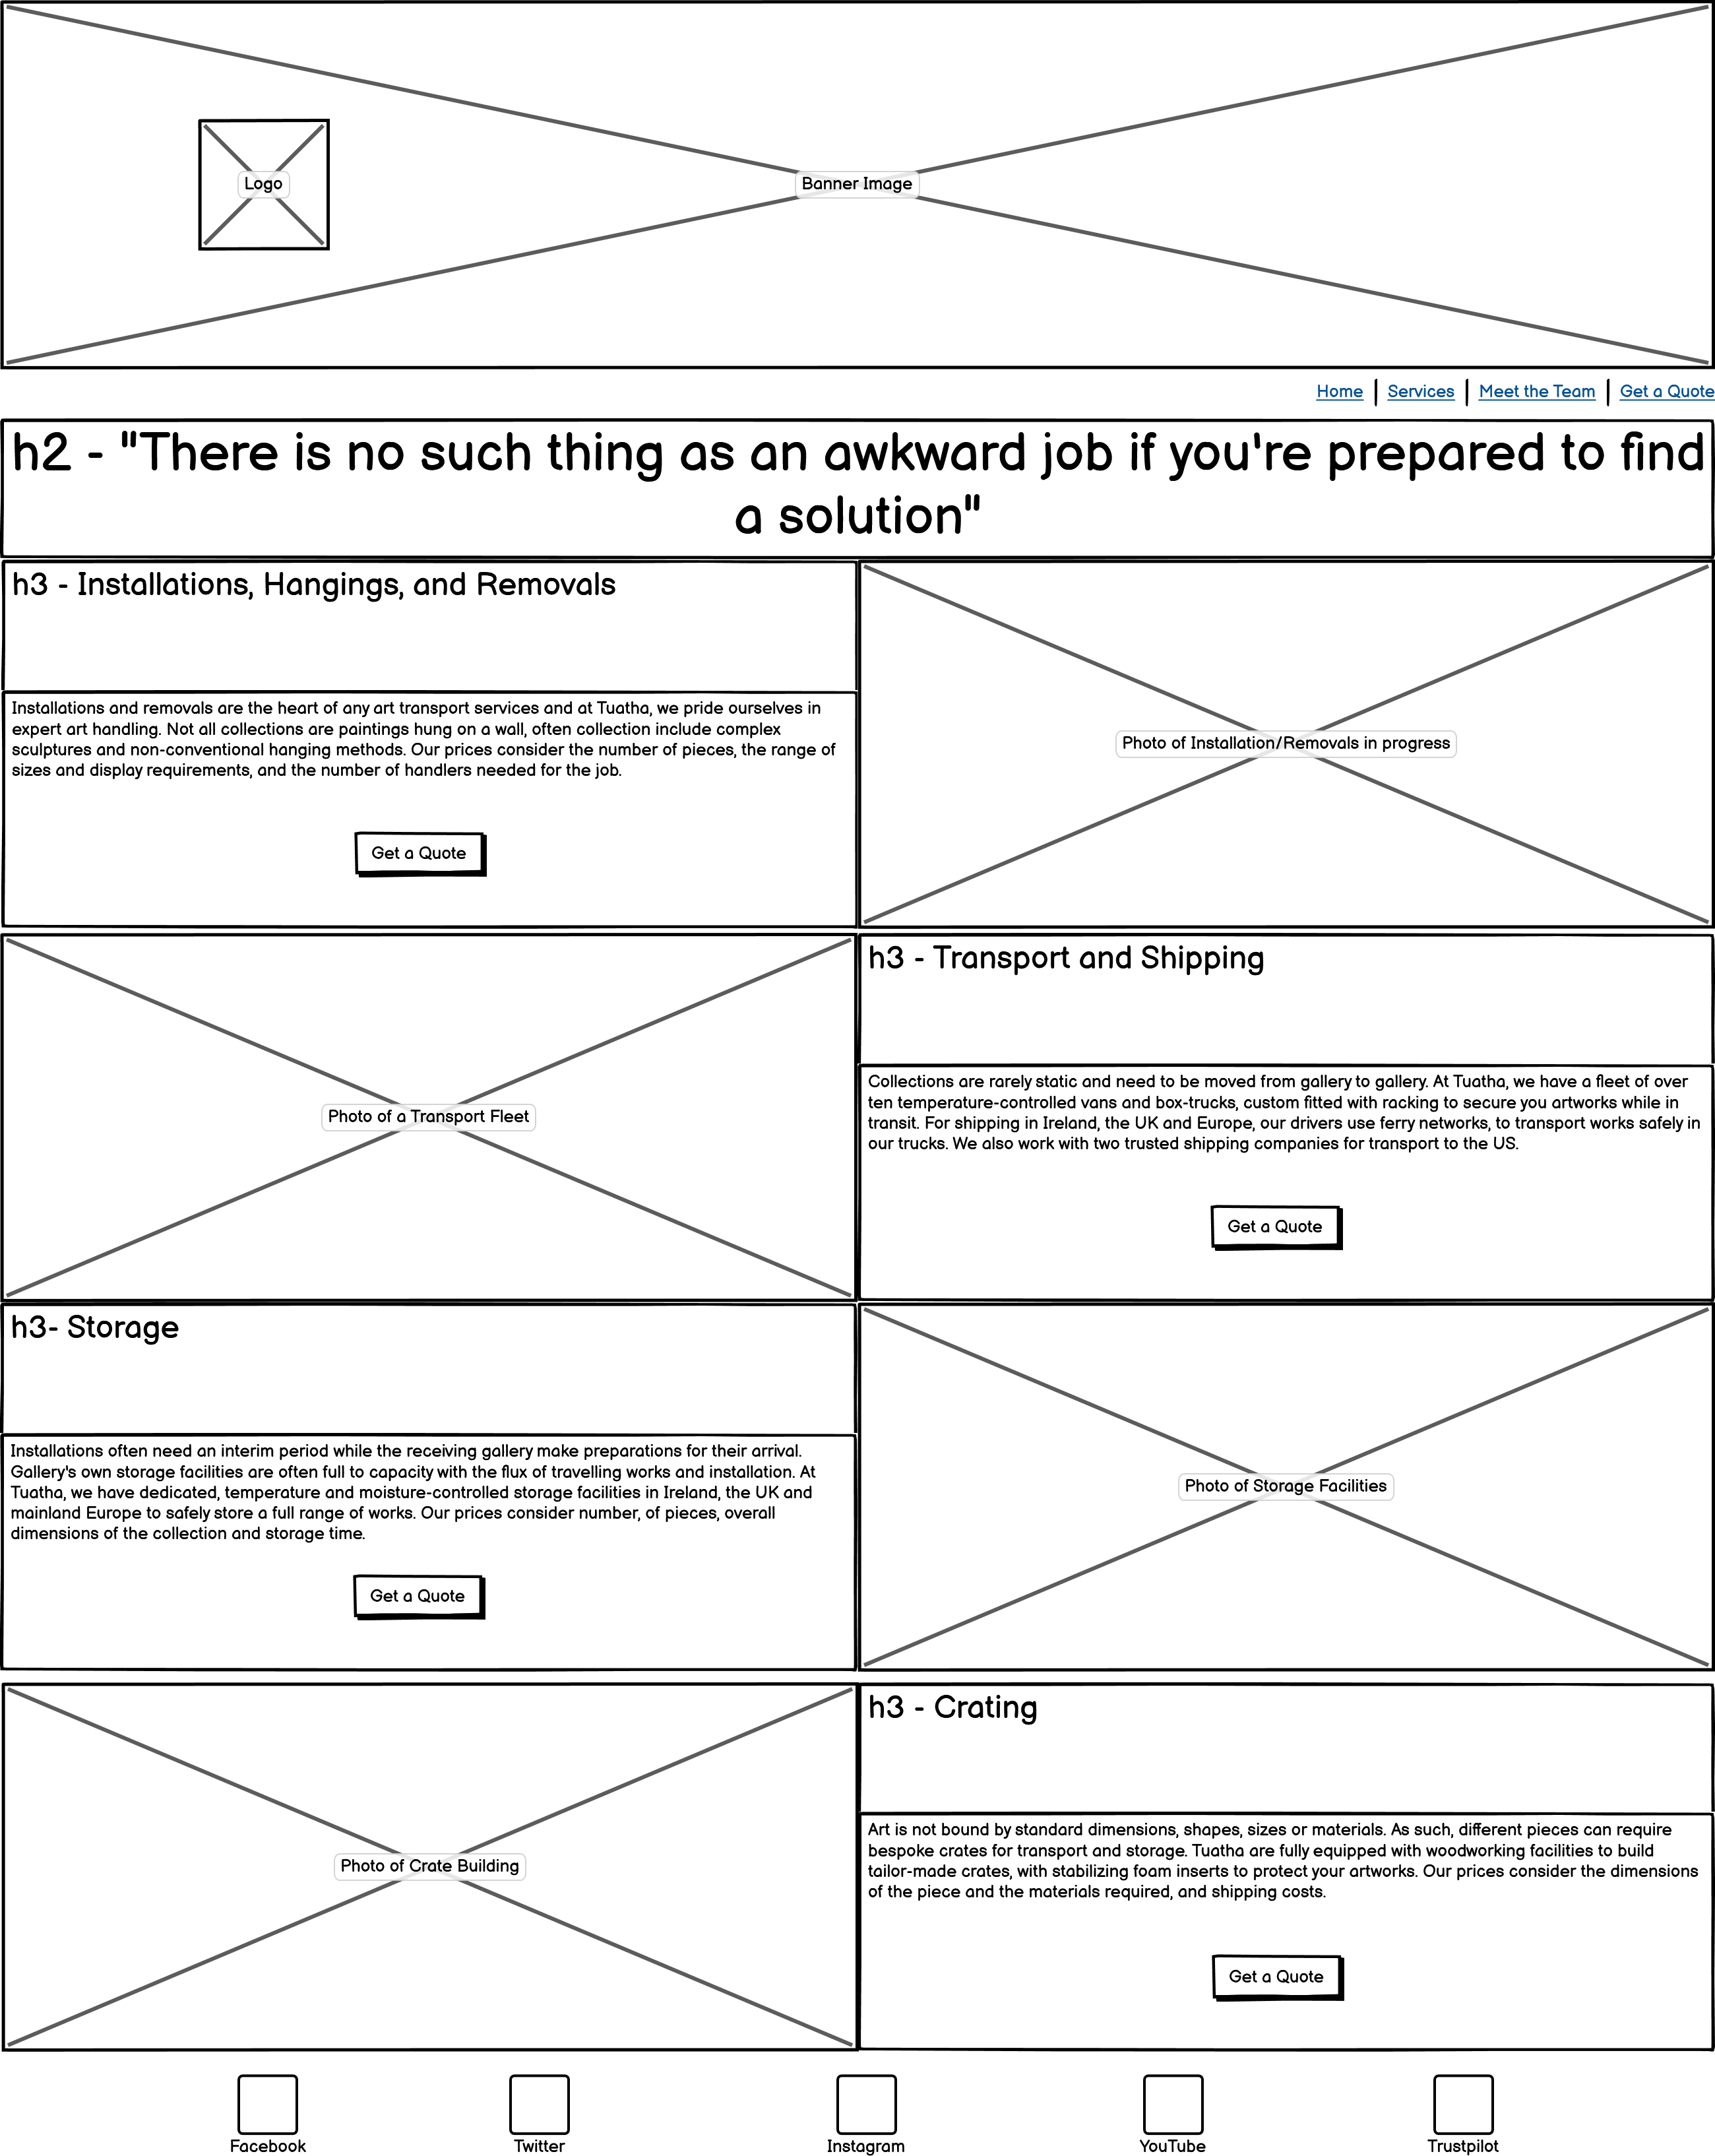 Logo
Banner Image
Home
Services
Meet the Team
Get a Quote
h2 - "There is no such thing as an awkward job if you're prepared to find
a solution"
h3 - Installations, Hangings, and Removals
Installations and removals are the heart of any art transport services and at Tuatha, we pride ourselves in
expert art handling. Not all collections are paintings hung on a wall, often collection include complex
sculptures and non-conventional hanging methods. Our prices consider the number of pieces, the range of
sizes and display requirements, and the number of handlers needed for the job.
Get a Quote
Photo of Installation/Removals in progress
Photo of a Transport Fleet
h3 - Transport and Shipping
Collections are rarely static and need to be moved from gallery to gallery. At Tuatha, we have a fleet of over
ten temperature-controlled vans and box-trucks, custom fitted with racking to secure you artworks while in
transit. For shipping in Ireland, the UK and Europe, our drivers use ferry networks, to transport works safely in
our trucks. We also work with two trusted shipping companies for transport to the US.
Get a Quote
h3- Storage
Installations often need an interim period while the receiving gallery make preparations for their arrival.
Gallery's own storage facilities are often full to capacity with the flux of travelling works and installation. At
Tuatha, we have dedicated, temperature and moisture-controlled storage facilities in Ireland, the UK and
mainland Europe to safely store a full range of works. Our prices consider number, of pieces, overall
dimensions of the collection and storage time.
Get a Quote
Photo of Storage Facilities
Photo of Crate Building
h3 - Crating
Art is not bound by standard dimensions, shapes, sizes or materials. As such, different pieces can require
bespoke crates for transport and storage. Tuatha are fully equipped with woodworking facilities to build
tailor-made crates, with stabilizing foam inserts to protect your artworks. Our prices consider the dimensions
of the piece and the materials required, and shipping costs.
Get a Quote
Facebook
Twitter
Instagram
YouTube
Trustpilot